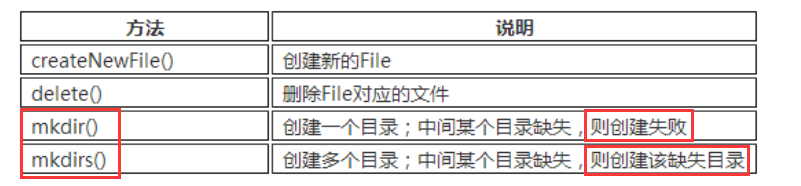 方法 说明
createNewFile() 创建新的File
delete() 删除File对应的文件
mkdir() 创建一个目录；中间某个目录缺失，则创建失败
mkdirs() 创建多个目录；中间某个目录缺失，则创建该缺失目录